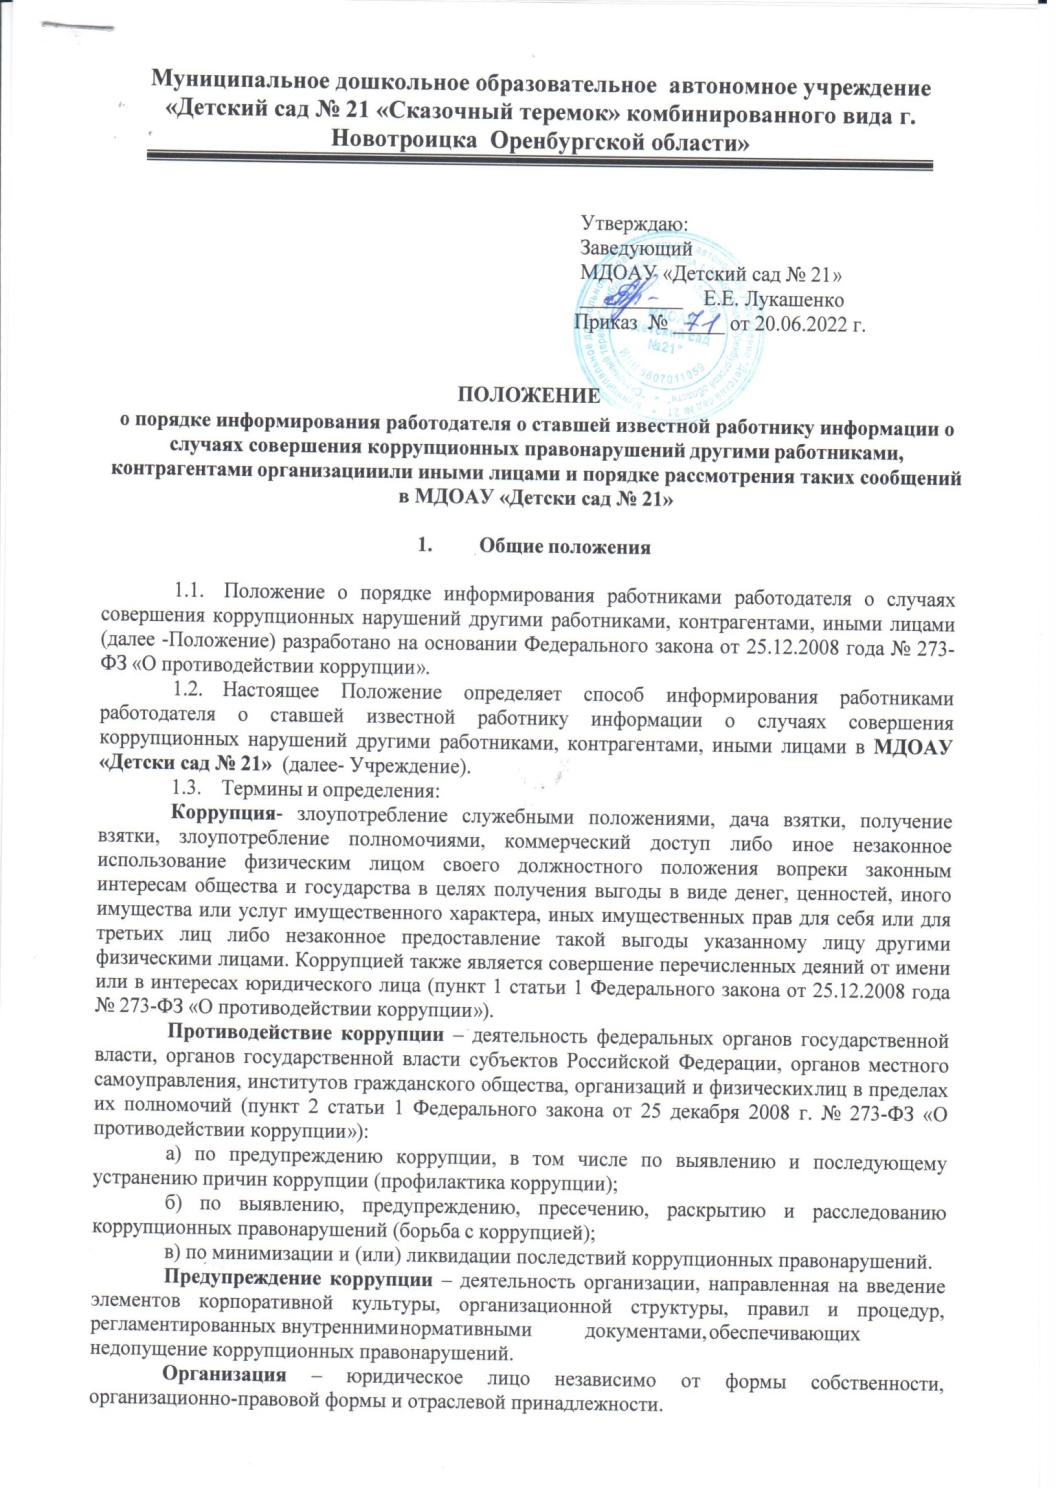 Муниципальное дошкольное образовательное автономное учреждение
«Детский сад № 21 «Сказочный теремок» комбинированного вида г.
Новотроицка Оренбургской области»
Утверждаю:
Заведующий
МДОАУ «Детский сад № 21»
Е.Е. Лукашенко
Приказ № 71 от 20.06.2022 г.
детский сад
№21"
ИНН 5607011059
ПОЛОЖЕНИЕ
о порядке информирования работодателя о ставшей известной работнику информации о
случаях совершения коррупционных правонарушений другими работниками,
контрагентами организацииили иными лицами и порядке рассмотрения таких сообщений
в МДОАУ «Детски сад № 21»
1. Общие положения
1.1. Положение о порядке информирования работниками работодателя о случаях
совершения коррупционных нарушений другими работниками, контрагентами, иными лицами
(далее -Положение) разработано на основании Федерального закона от 25.12.2008 года № 273-
ФЗ «О противодействии коррупции».
1.2. Настоящее Положение определяет способ информирования работниками
работодателя о ставшей известной работнику информации о случаях совершения
коррупционных нарушений другими работниками, контрагентами, иными лицами в МДОАУ
«Детски сад № 21» (далее- Учреждение).
1.3. Термины и определения:
Коррупция- злоупотребление служебными положениями, дача взятки, получение
взятки, злоупотребление полномочиями, коммерческий доступ либо иное незаконное
использование физическим лицом своего должностного положения вопреки законным
интересам общества и государства в целях получения выгоды в виде денег, ценностей, иного
имущества или услуг имущественного характера, иных имущественных прав для себя или для
третьих лиц либо незаконное предоставление такой выгоды указанному лицу другими
физическими лицами. Коррупцией также является совершение перечисленных деяний от имени
или в интересах юридического лица (пункт 1 статьи 1 Федерального закона от 25.12.2008 года
№ 273-ФЗ «О противодействии коррупции»).
Противодействие коррупции – деятельность федеральных органов государственной
власти, органов государственной власти субъектов Российской Федерации, органов местного
самоуправления, институтов гражданского общества, организаций и физическихлиц в пределах
их полномочий (пункт 2 статьи 1 Федерального закона от 25 декабря 2008 г. № 273-ФЗ «О
противодействии коррупции»):
а) по предупреждению коррупции, в том числе по выявлению и последующему
устранению причин коррупции (профилактика коррупции);
б) по выявлению, предупреждению, пресечению, раскрытию и расследованию
коррупционных правонарушений (борьба с коррупцией);
в) по минимизации и (или) ликвидации последствий коррупционных правонарушений.
Предупреждение коррупции – деятельность организации, направленная на введение
элементов корпоративной культуры, организационной структуры, правил и процедур,
регламентированных внутренниминормативными документами, обеспечивающих
недопущение коррупционных правонарушений.
Организация – юридическое лицо независимо от формы собственности,
организационно-правовой формы и отраслевой принадлежности.